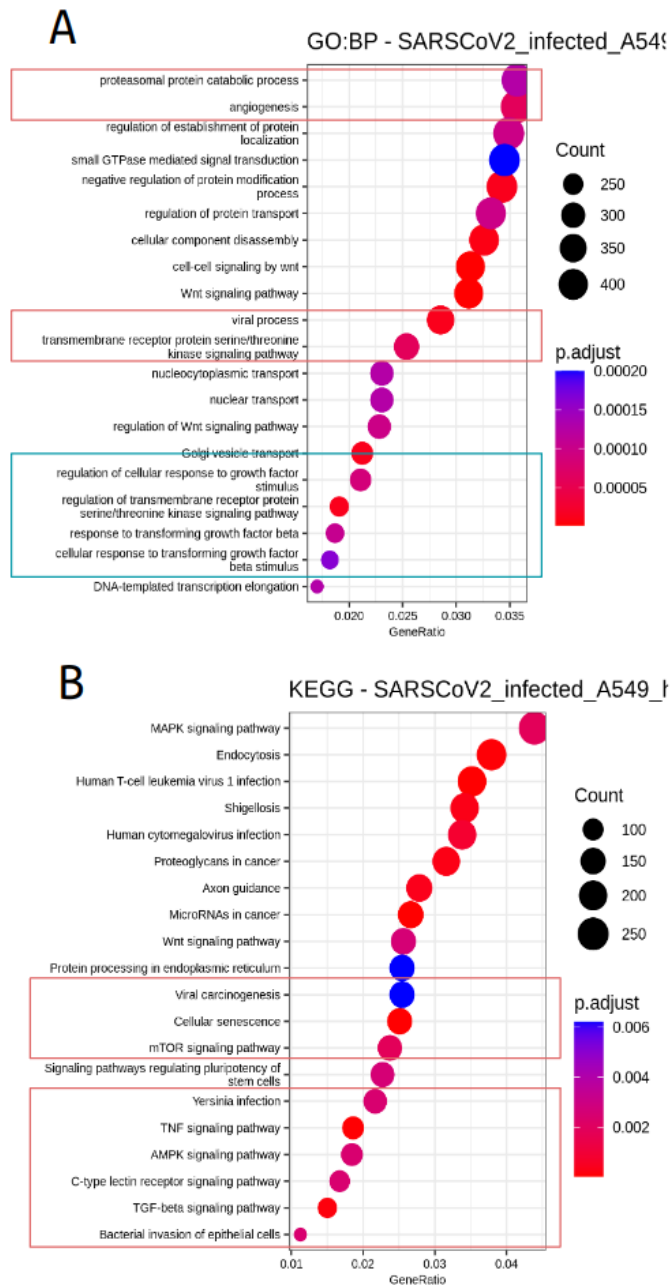 A
GO:BP - SARSCoV2_infected_A549
proteasomal protein catabolic process
angiogenesis
regulation of establishment of protein
localization
small GTPase mediated signal transduction
negative regulation of protein modification
process
regulation of protein transport
cellular component disassembly
cell-cell signaling by wnt
Wnt signaling pathway
viral process
transmembrane receptor protein serine/threonine
kinase signaling pathway
nucleocytoplasmic transport
nuclear transport
regulation of Wnt signaling pathway
Golgi vesicle transport
regulation of cellular response to growth factor
stimulus
regulation of transmembrane receptor protein
serine/threonine kinase signaling pathway
response to transforming growth factor beta
cellular response to transforming growth factor
beta stimulus
DNA-templated transcription elongation
0.020 0.025 0.030 0.035
GeneRatio
Count
250
300
350
400
p.adjust
0.00020
0.00015
0.00010
0.00005
B
KEGG - SARSCoV2_infected_A549_h
MAPK signaling pathway
Endocytosis
Human T-cell leukemia virus 1 infection
Shigellosis
Human cytomegalovirus infection
Proteoglycans in cancer
Axon guidance
MicroRNAs in cancer
Wnt signaling pathway
Protein processing in endoplasmic reticulum
Viral carcinogenesis
Cellular senescence
mTOR signaling pathway
Signaling pathways regulating pluripotency of
stem cells
Yersinia infection
TNF signaling pathway
AMPK signaling pathway
C-type lectin receptor signaling pathway
TGF-beta signaling pathway
Bacterial invasion of epithelial cells
0.01 0.02 0.03 0.04
GeneRatio
Count
100
150
200
250
p.adjust
0.006
0.004
0.002